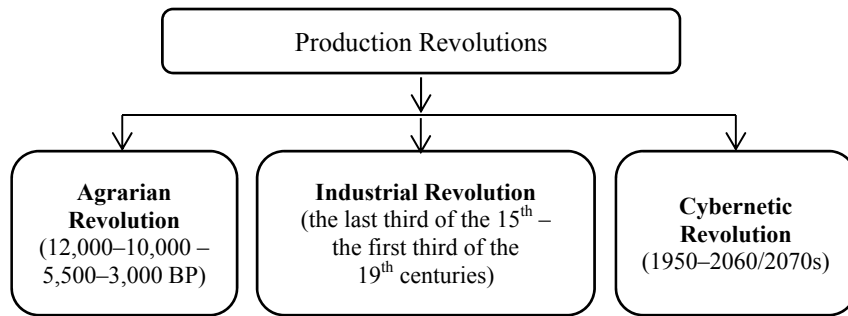 Production Revolutions
Agrarian
Revolution
(12,000–10,000 –
5,500–3,000 BP)
Industrial Revolution
(the last third of the 15th –
the first third of the
19th centuries)
Cybernetic
Revolution
(1950–2060/2070s)